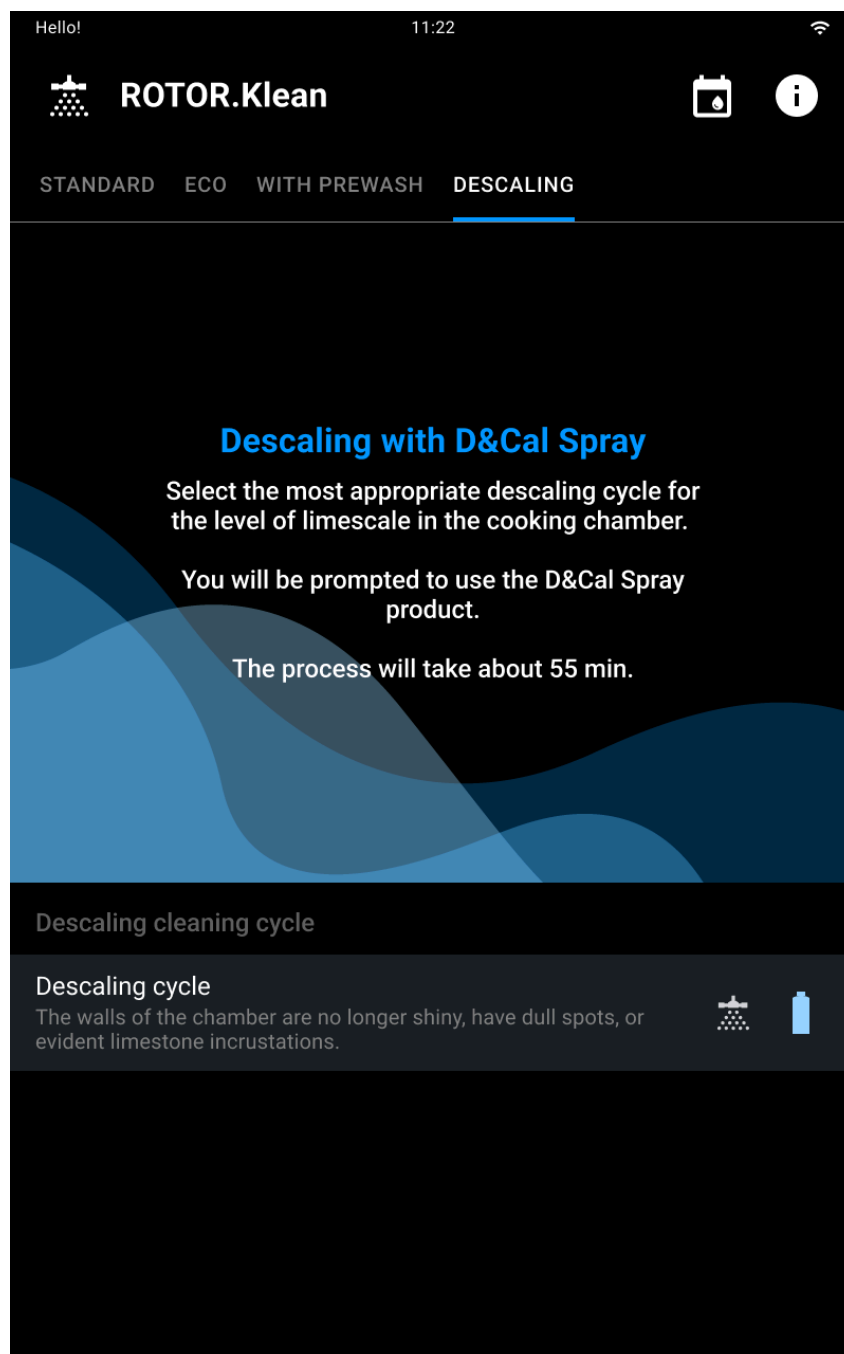 Hello!
11:22
ROTOR.Klean
STANDARD ECO WITH PREWASH DESCALING
Descaling with D&Cal Spray
Select the most appropriate descaling cycle for
the level of limescale in the cooking chamber.
You will be prompted to use the D&Cal Spray
product.
The process will take about 55 min.
Descaling cleaning cycle
Descaling cycle
The walls of the chamber are no longer shiny, have dull spots, or
evident limestone incrustations.